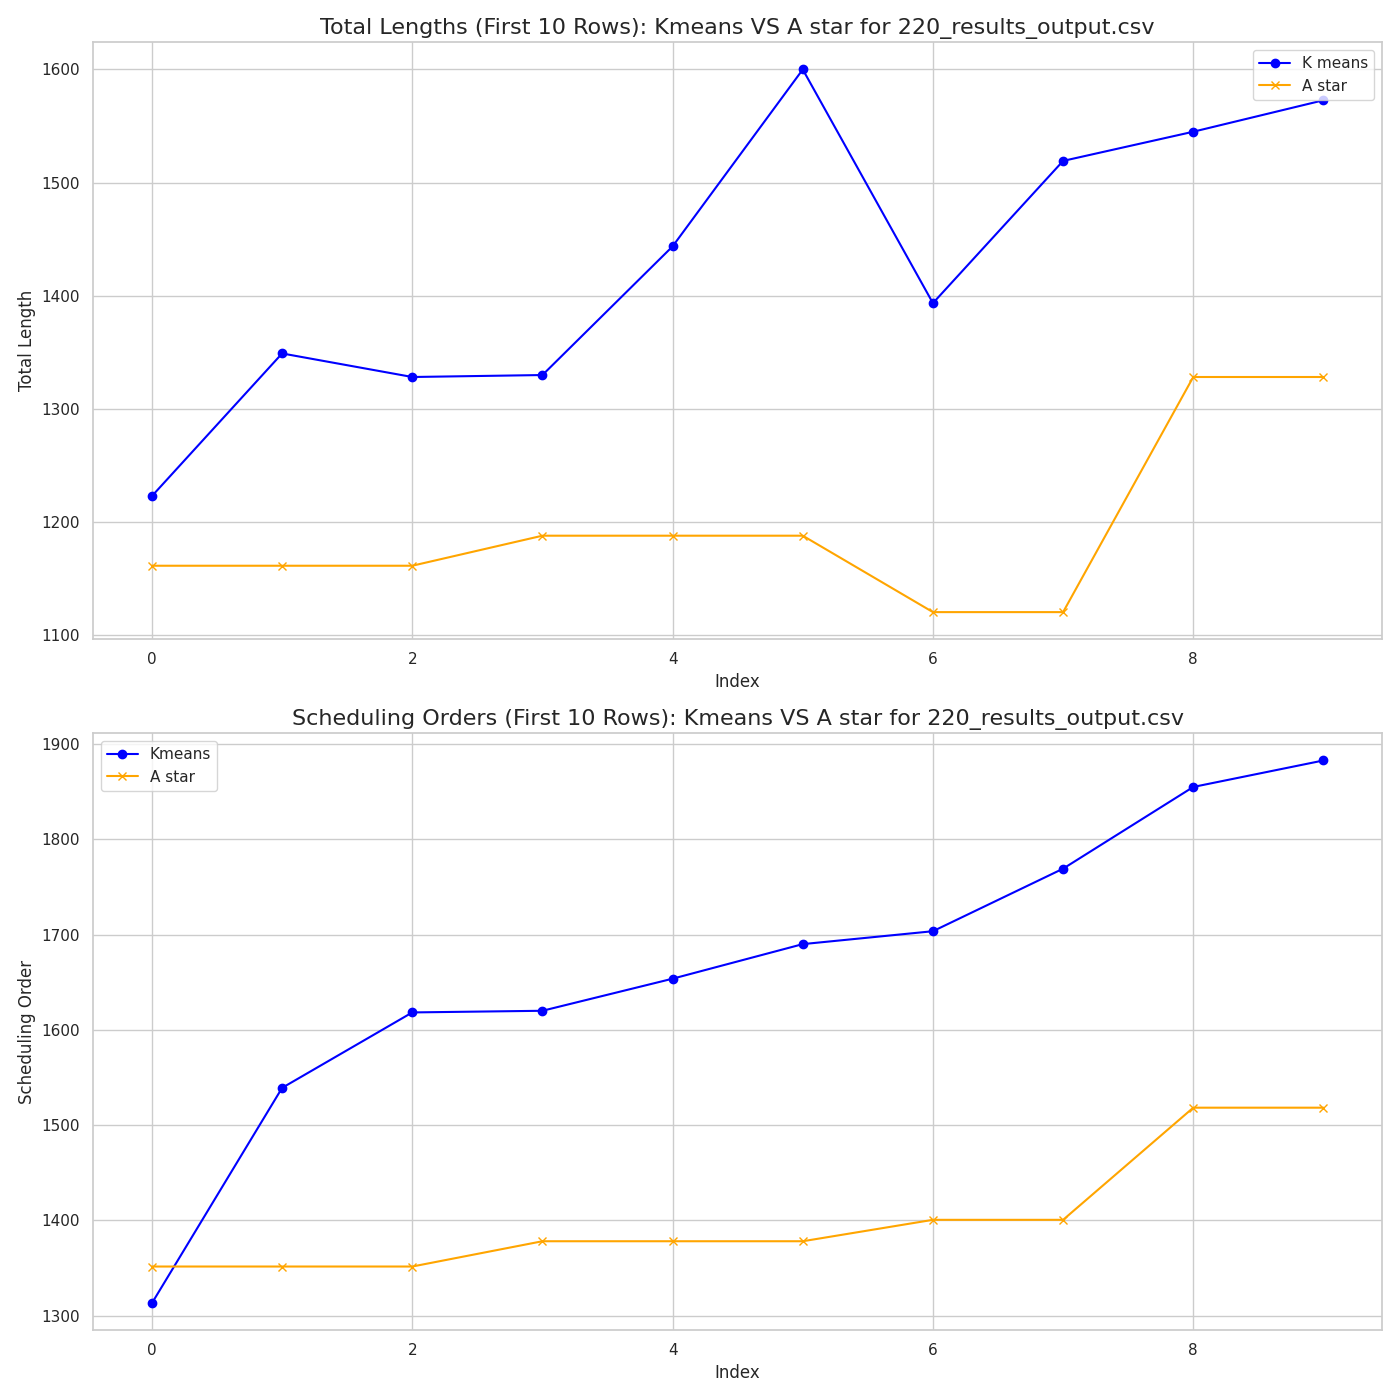 Total Lengths (First 10 Rows): Kmeans VS A star for 220_results_output.csv
K means
A star
1600
1500
1400
1300
1200
1100
Total Length
0 2 4 6 8
Index
Scheduling Orders (First 10 Rows): Kmeans VS A star for 220_results_output.csv
Kmeans
A star
1900
1800
1700
1600
1500
1400
1300
Scheduling Order
0 2 4 6 8
Index